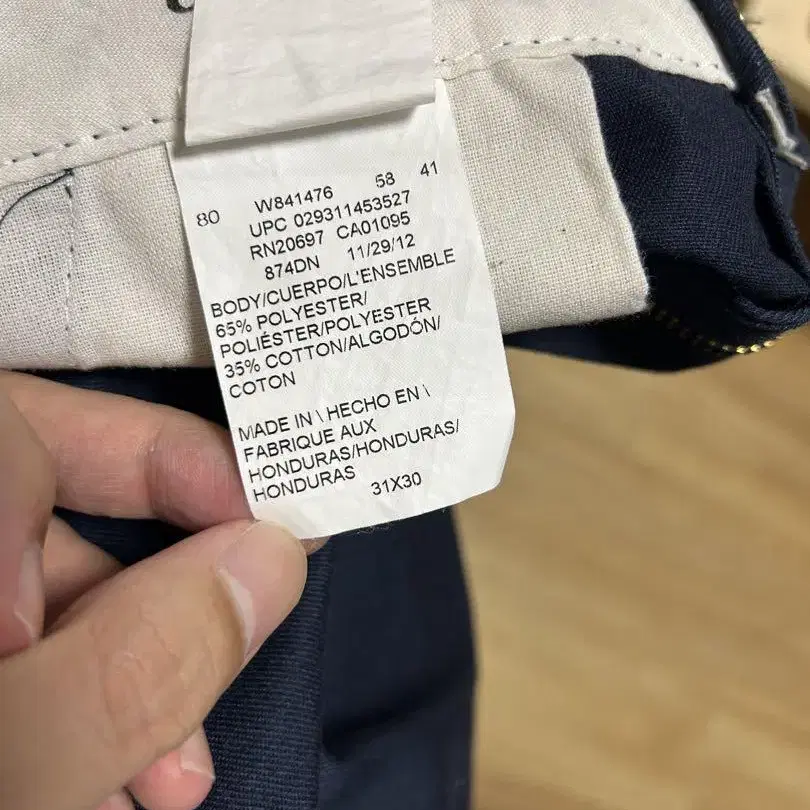 80 W841476 58 41
UPC 029311453527
RN20697 CA01095
874DN 11/29/12
BODY/CUERPO/L'ENSEMBLE
65% POLYESTER/
POLIÉSTER/POLYESTER
35% COTTON/ALGODÓN/
COTON
MADE IN \ HECHO EN \
FABRIQUE AUX
HONDURAS/HONDURAS/
HONDURAS
31X30